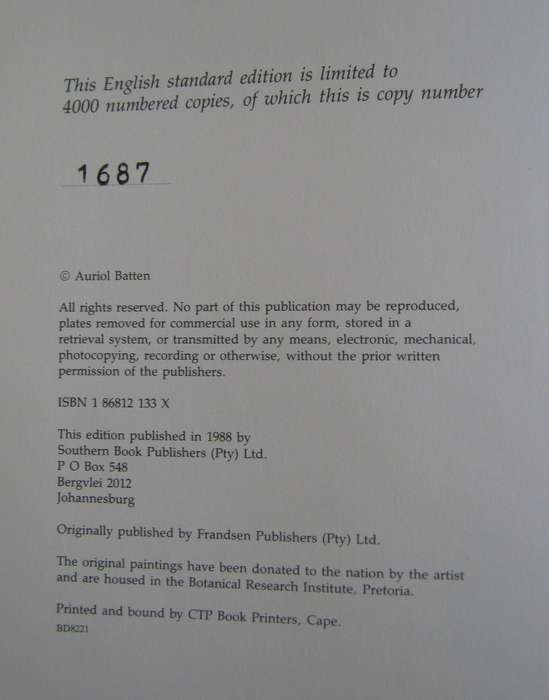 This English standard edition is limited to
4000 numbered copies, of which this is copy number
1687
© Auriol Batten
All rights reserved. No part of this publication may be reproduced,
plates removed for commercial use in any form, stored in a
retrieval system, or transmitted by any means, electronic, mechanical,
photocopying, recording or otherwise, without the prior written
permission of the publishers.
ISBN 1 86812 133 X
This edition published in 1988 by
Southern Book Publishers (Pty) Ltd.
P O Box 548
Bergvlei 2012
Johannesburg
Originally published by Frandsen Publishers (Pty) Ltd.
The original paintings have been donated to the nation by the artist
and are housed in the Botanical Research Institute, Pretoria.
Printed and bound by CTP Book Printers, Cape.
BD8221